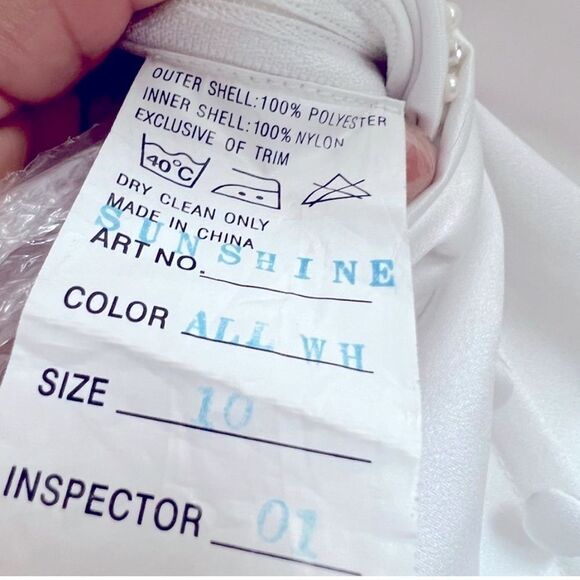 OUTER SHELL:100% POLYESTER
INNER SHELL:100% NYLON
EXCLUSIVE OF TRIM
40°C
DRY CLEAN ONLY
MADE IN CHINA
SUNSHINE
ART NO.
COLOR ALL WH
SIZE 10
INSPECTOR 01